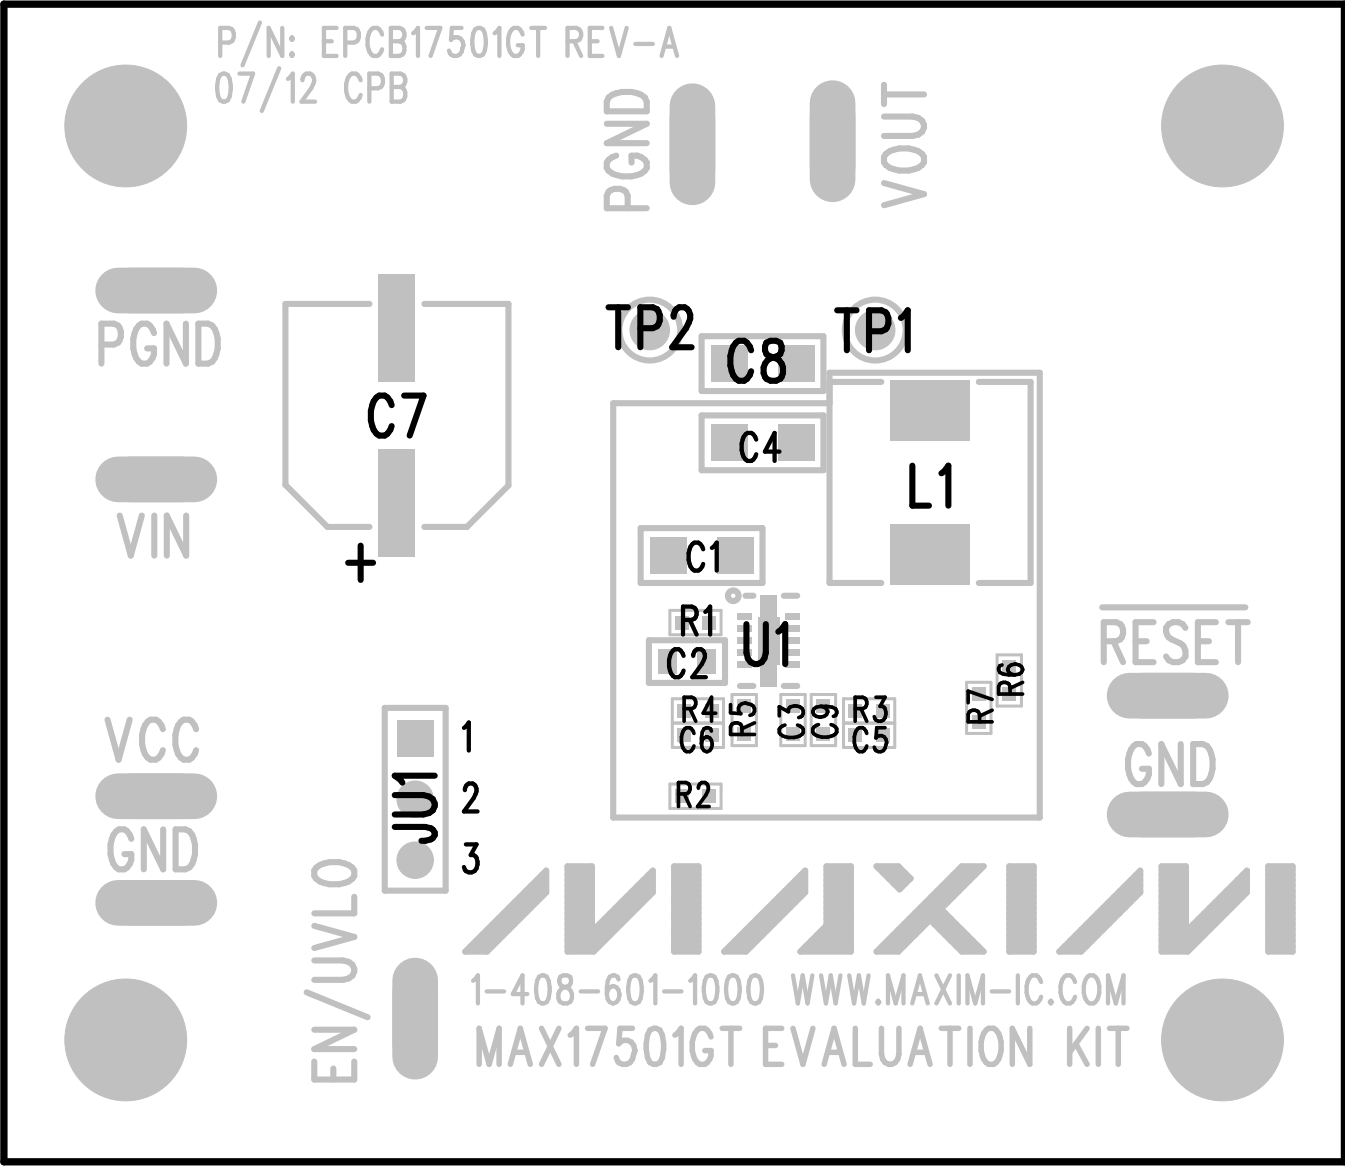 P/N: EPCB17501GT REV-A
07/12 CPB
PGND
VOUT
PGND
VIN
TP2
TP1
C8
C7
+
C4
L1
C1
R1
U1
C2
R4
R5
C3
C9
R3
C6
C5
R7
R6
R2
RESET
GND
VCC
GND
JU1
1
2
3
EN/UVLO
MAXIM
1-408-601-1000 WWW.MAXIM-IC.COM
MAX17501GT EVALUATION KIT